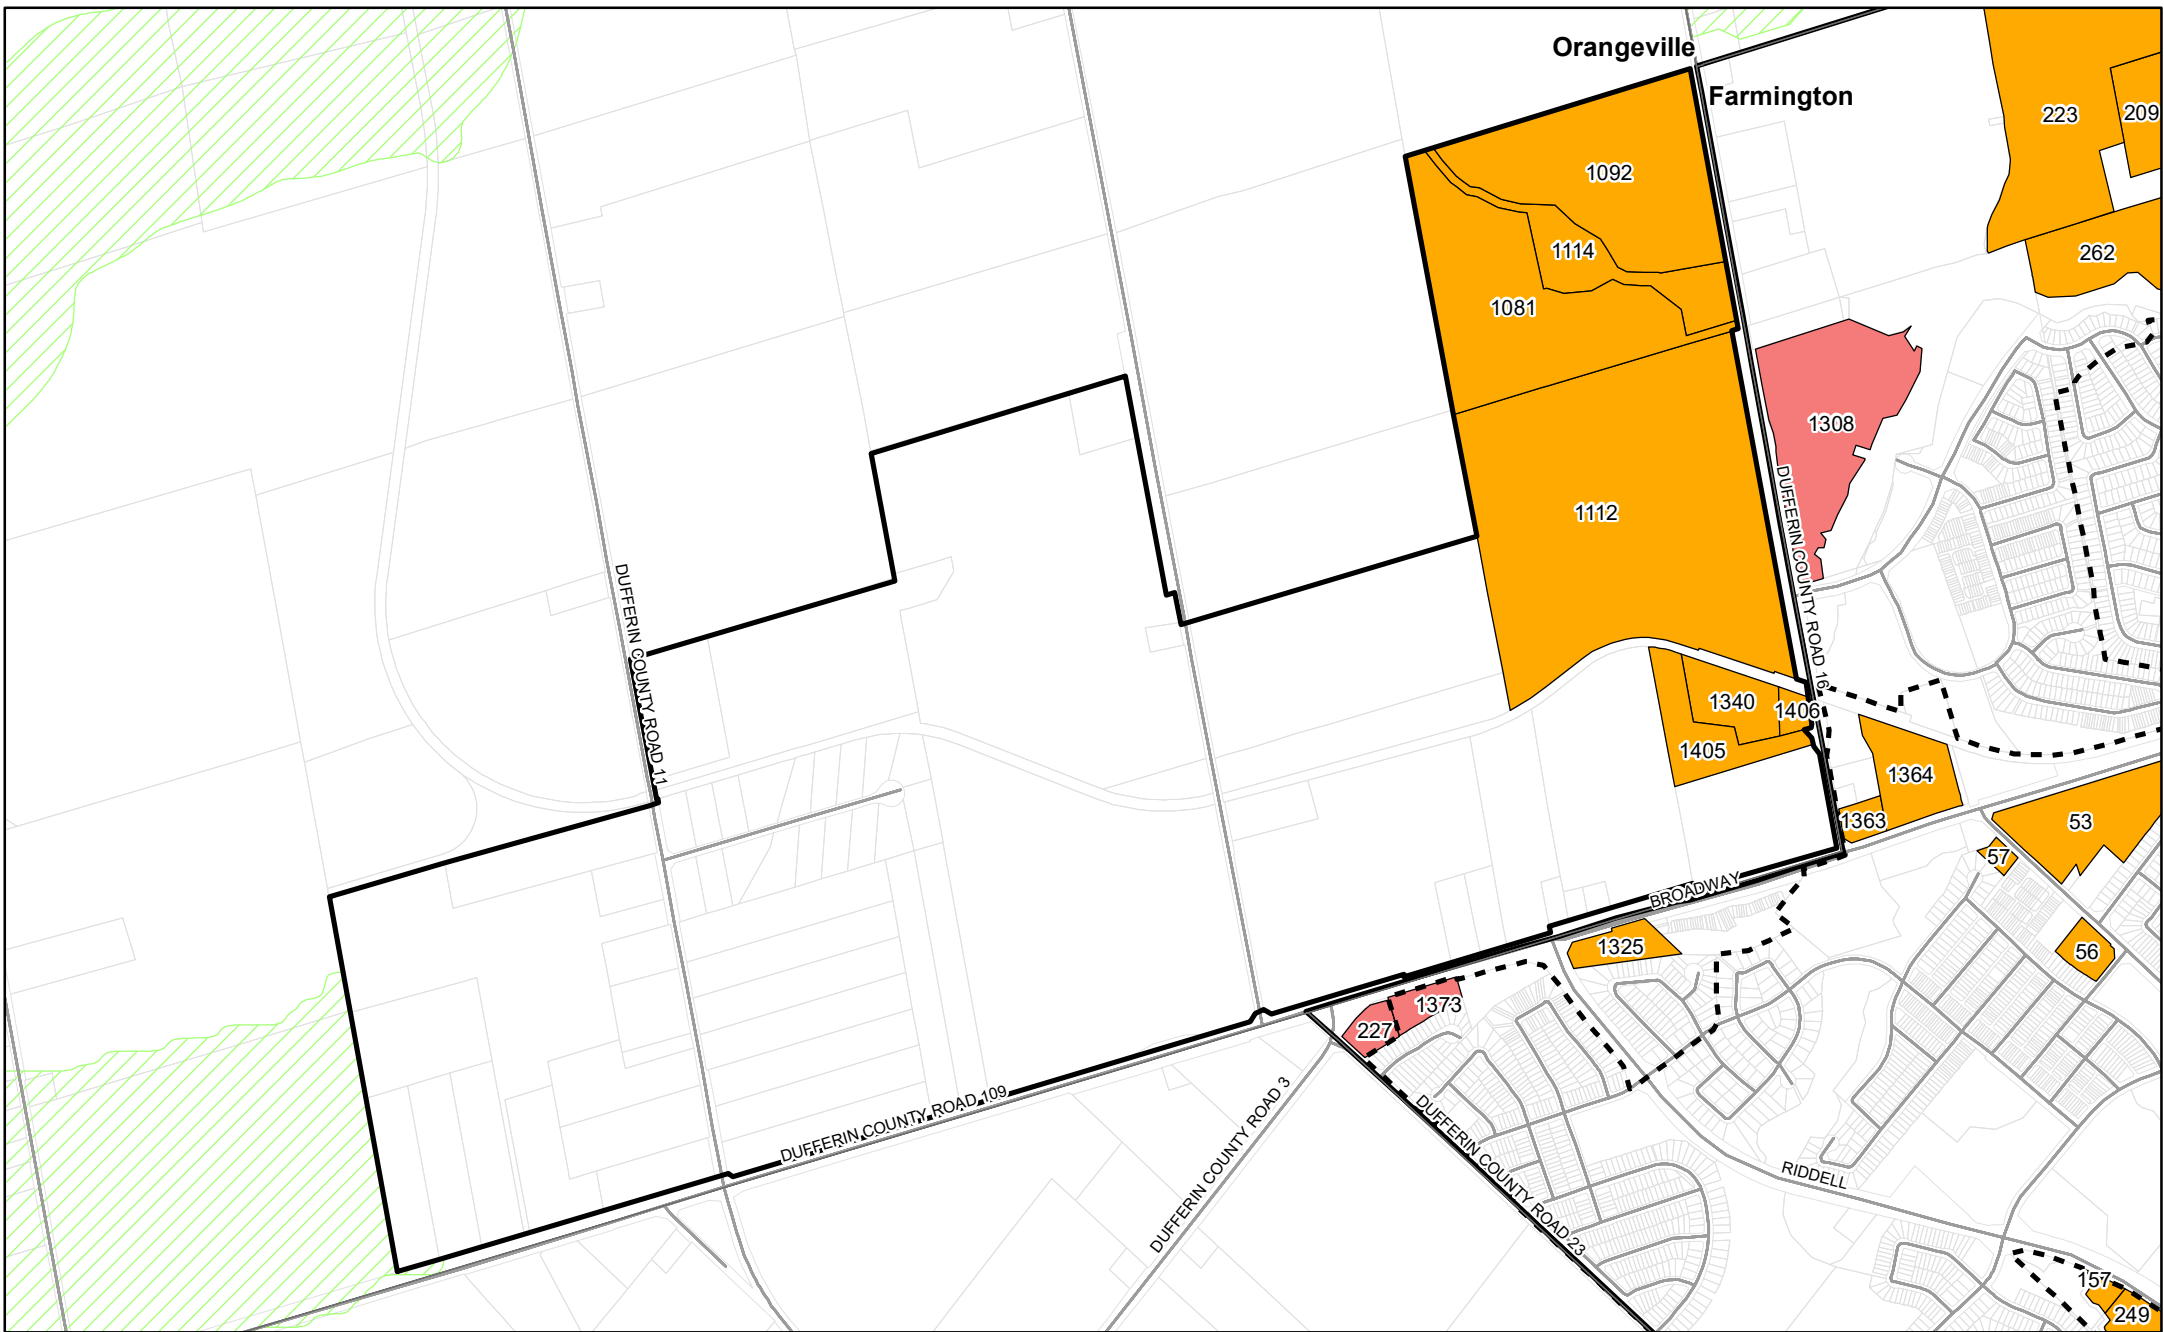 Orangeville
Farmington
223
209
1092
1114
262
1081
1308
1112
DUFFERIN COUNTY ROAD 16
DUFFERIN COUNTY ROAD 11
1340
1406
1405
1364
1363
53
57
BROADWAY
1325
56
1373
227
DUFFERIN COUNTY ROAD 109
DUFFERIN COUNTY ROAD 3
DUFFERIN COUNTY ROAD 23
RIDDELL
157
249